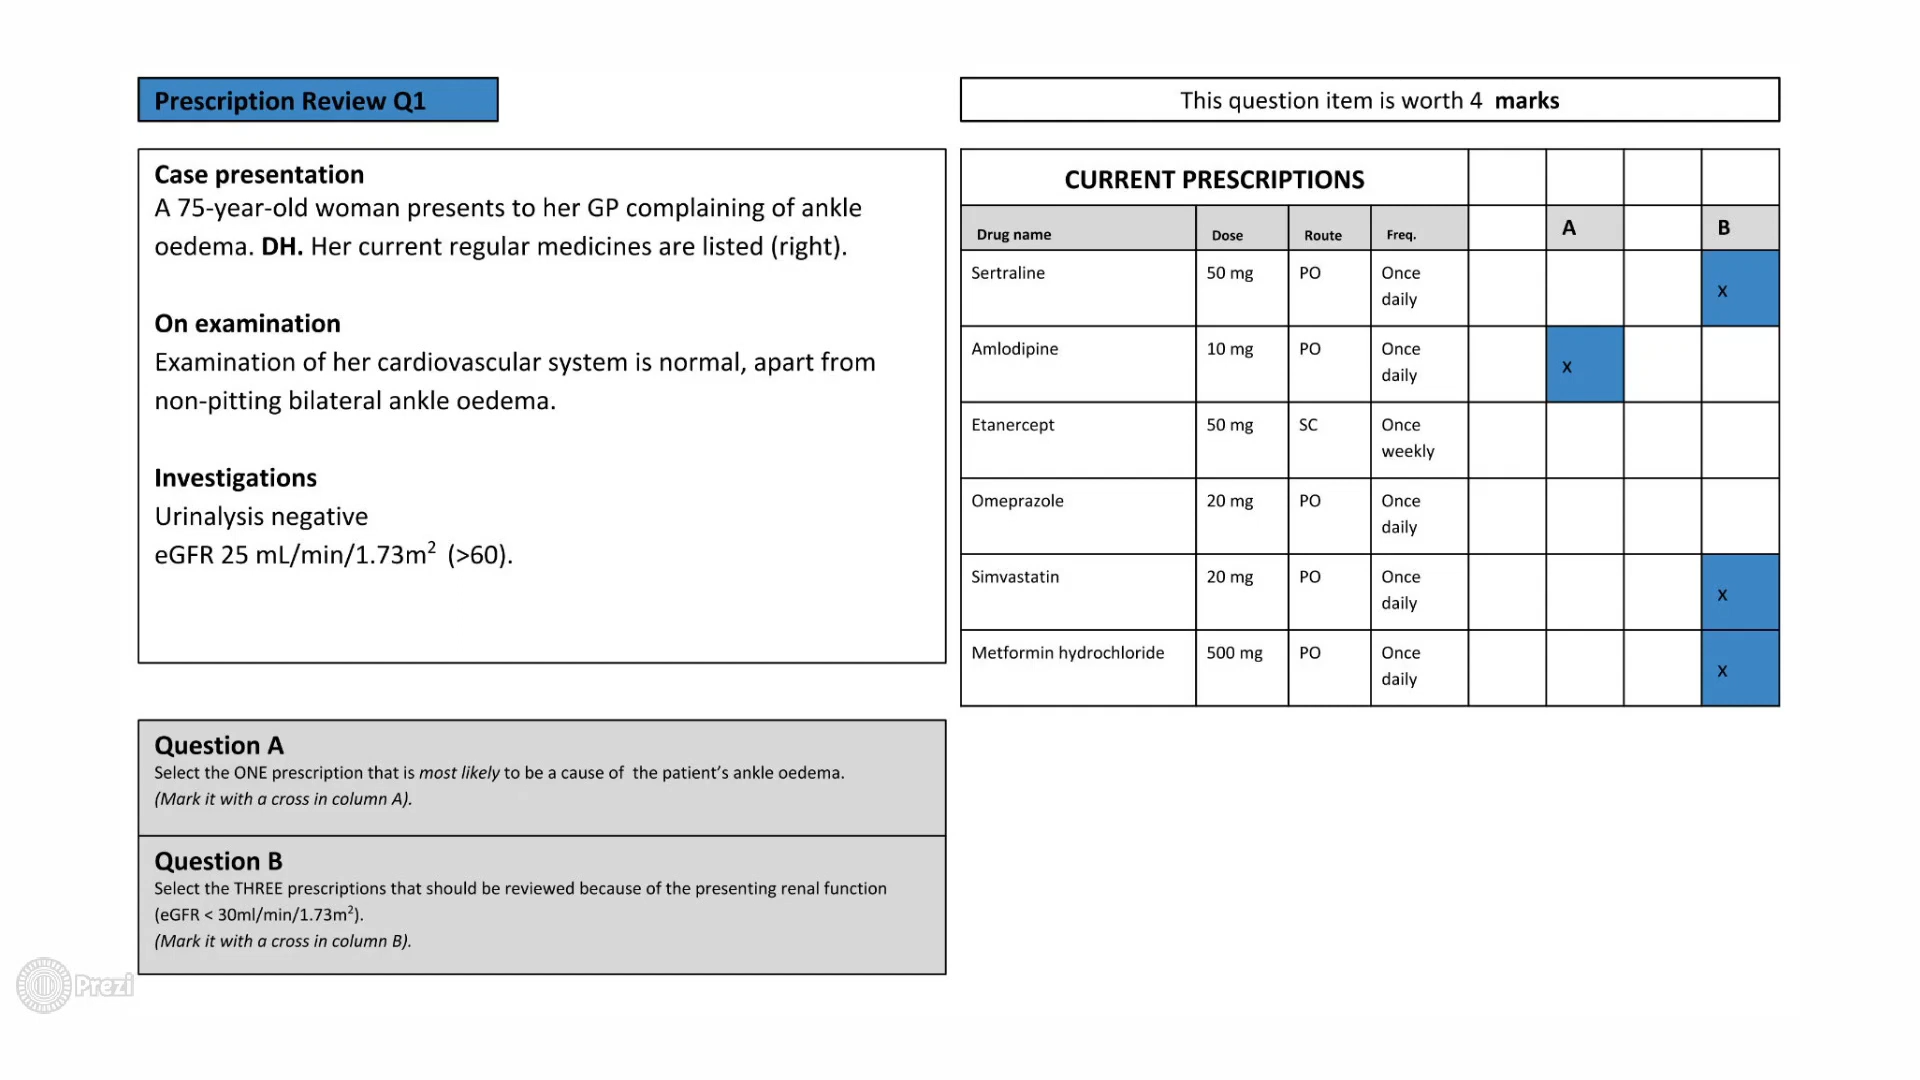 Prescription Review Q1
This question item is worth 4 marks
Case presentation
A 75-year-old woman presents to her GP complaining of ankle
oedema. DH. Her current regular medicines are listed (right).
On examination
Examination of her cardiovascular system is normal, apart from
non-pitting bilateral ankle oedema.
Investigations
Urinalysis negative
eGFR 25 mL/min/1.73m² (>60).
CURRENT PRESCRIPTIONS
Drug name Dose Route Freq. A B
Sertraline 50 mg PO Once
daily
x
Amlodipine 10 mg PO Once
daily
x
Etanercept 50 mg SC Once
weekly
Omeprazole 20 mg PO Once
daily
Simvastatin 20 mg PO Once
daily
x
Metformin hydrochloride 500 mg PO Once
daily
x
Question A
Select the ONE prescription that is most likely to be a cause of the patient's ankle oedema.
(Mark it with a cross in column A).
Question B
Select the THREE prescriptions that should be reviewed because of the presenting renal function
(eGFR < 30ml/min/1.73m²).
(Mark it with a cross in column B).
Prezi